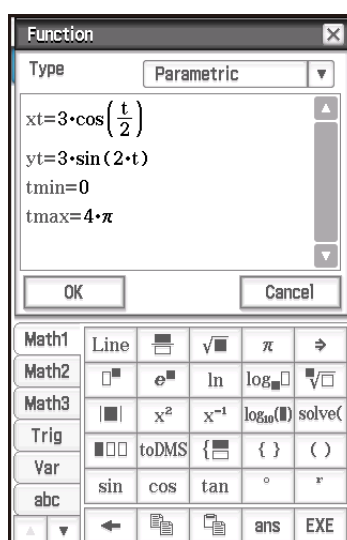 Function
Type Parametric
xt=3•cos(t/2)
yt=3•sin(2•t)
tmin=0
tmax=4•π
OK Cancel
Math1 Line √■ π ⇒
Math2 □■ e■ ln log■□ ■√□
Math3 |■| x² x⁻¹ log₁₀(■) solve(
Trig ■□□ toDMS { } ( )
Var sin cos tan ° r
abc
← ans EXE